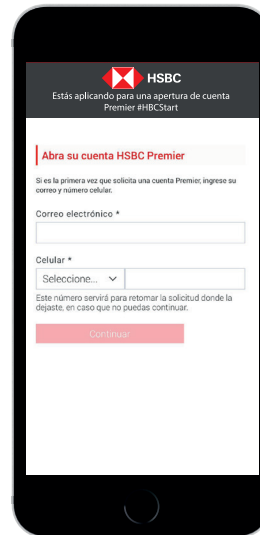 HSBC
Estás aplicando para una apertura de cuenta
Premier #HBCStart
Abra su cuenta HSBC Premier
Si es la primera vez que solicita una cuenta Premier, ingrese su
correo y número celular.
Correo electrónico *
Celular *
Seleccione...
Este número servirá para retomar la solicitud donde la
dejaste, en caso que no puedas continuar.
Continuar